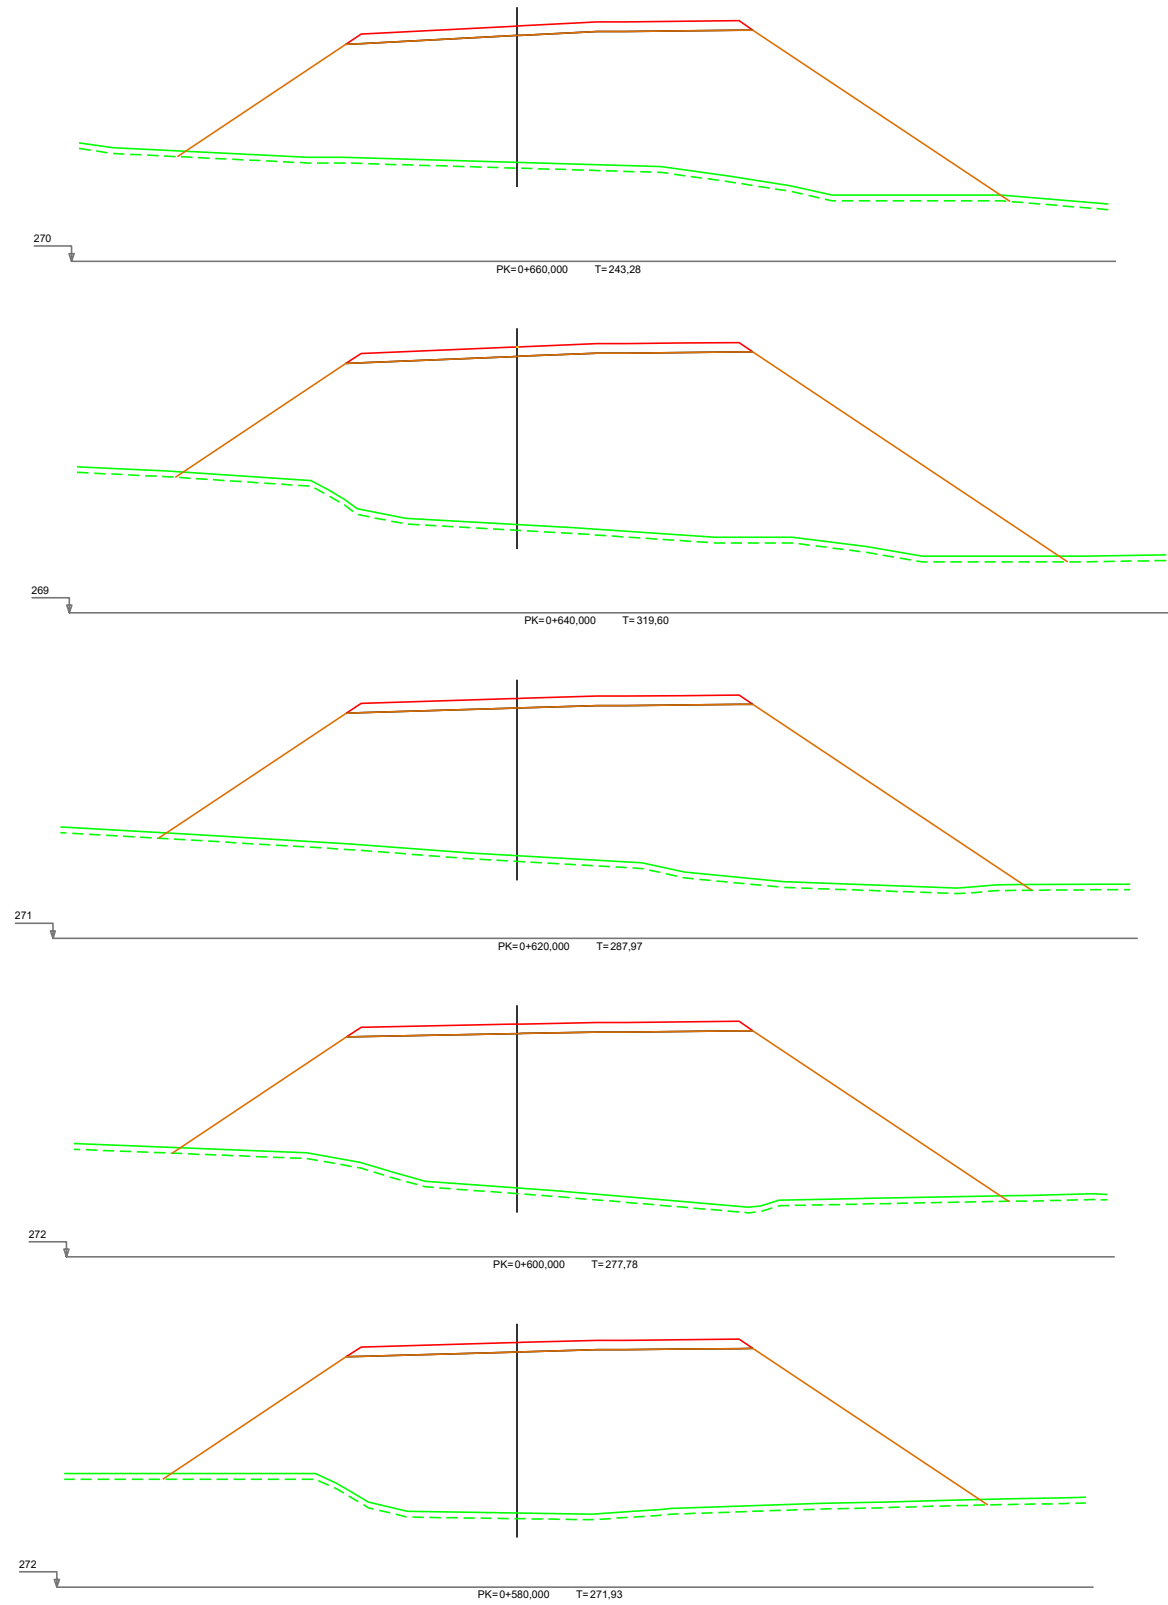 270
PK=0+660,000 T=243,28
269
PK=0+640,000 T=319,60
271
PK=0+620,000 T=287,97
272
PK=0+600,000 T=277,78
272
PK=0+580,000 T=271,93